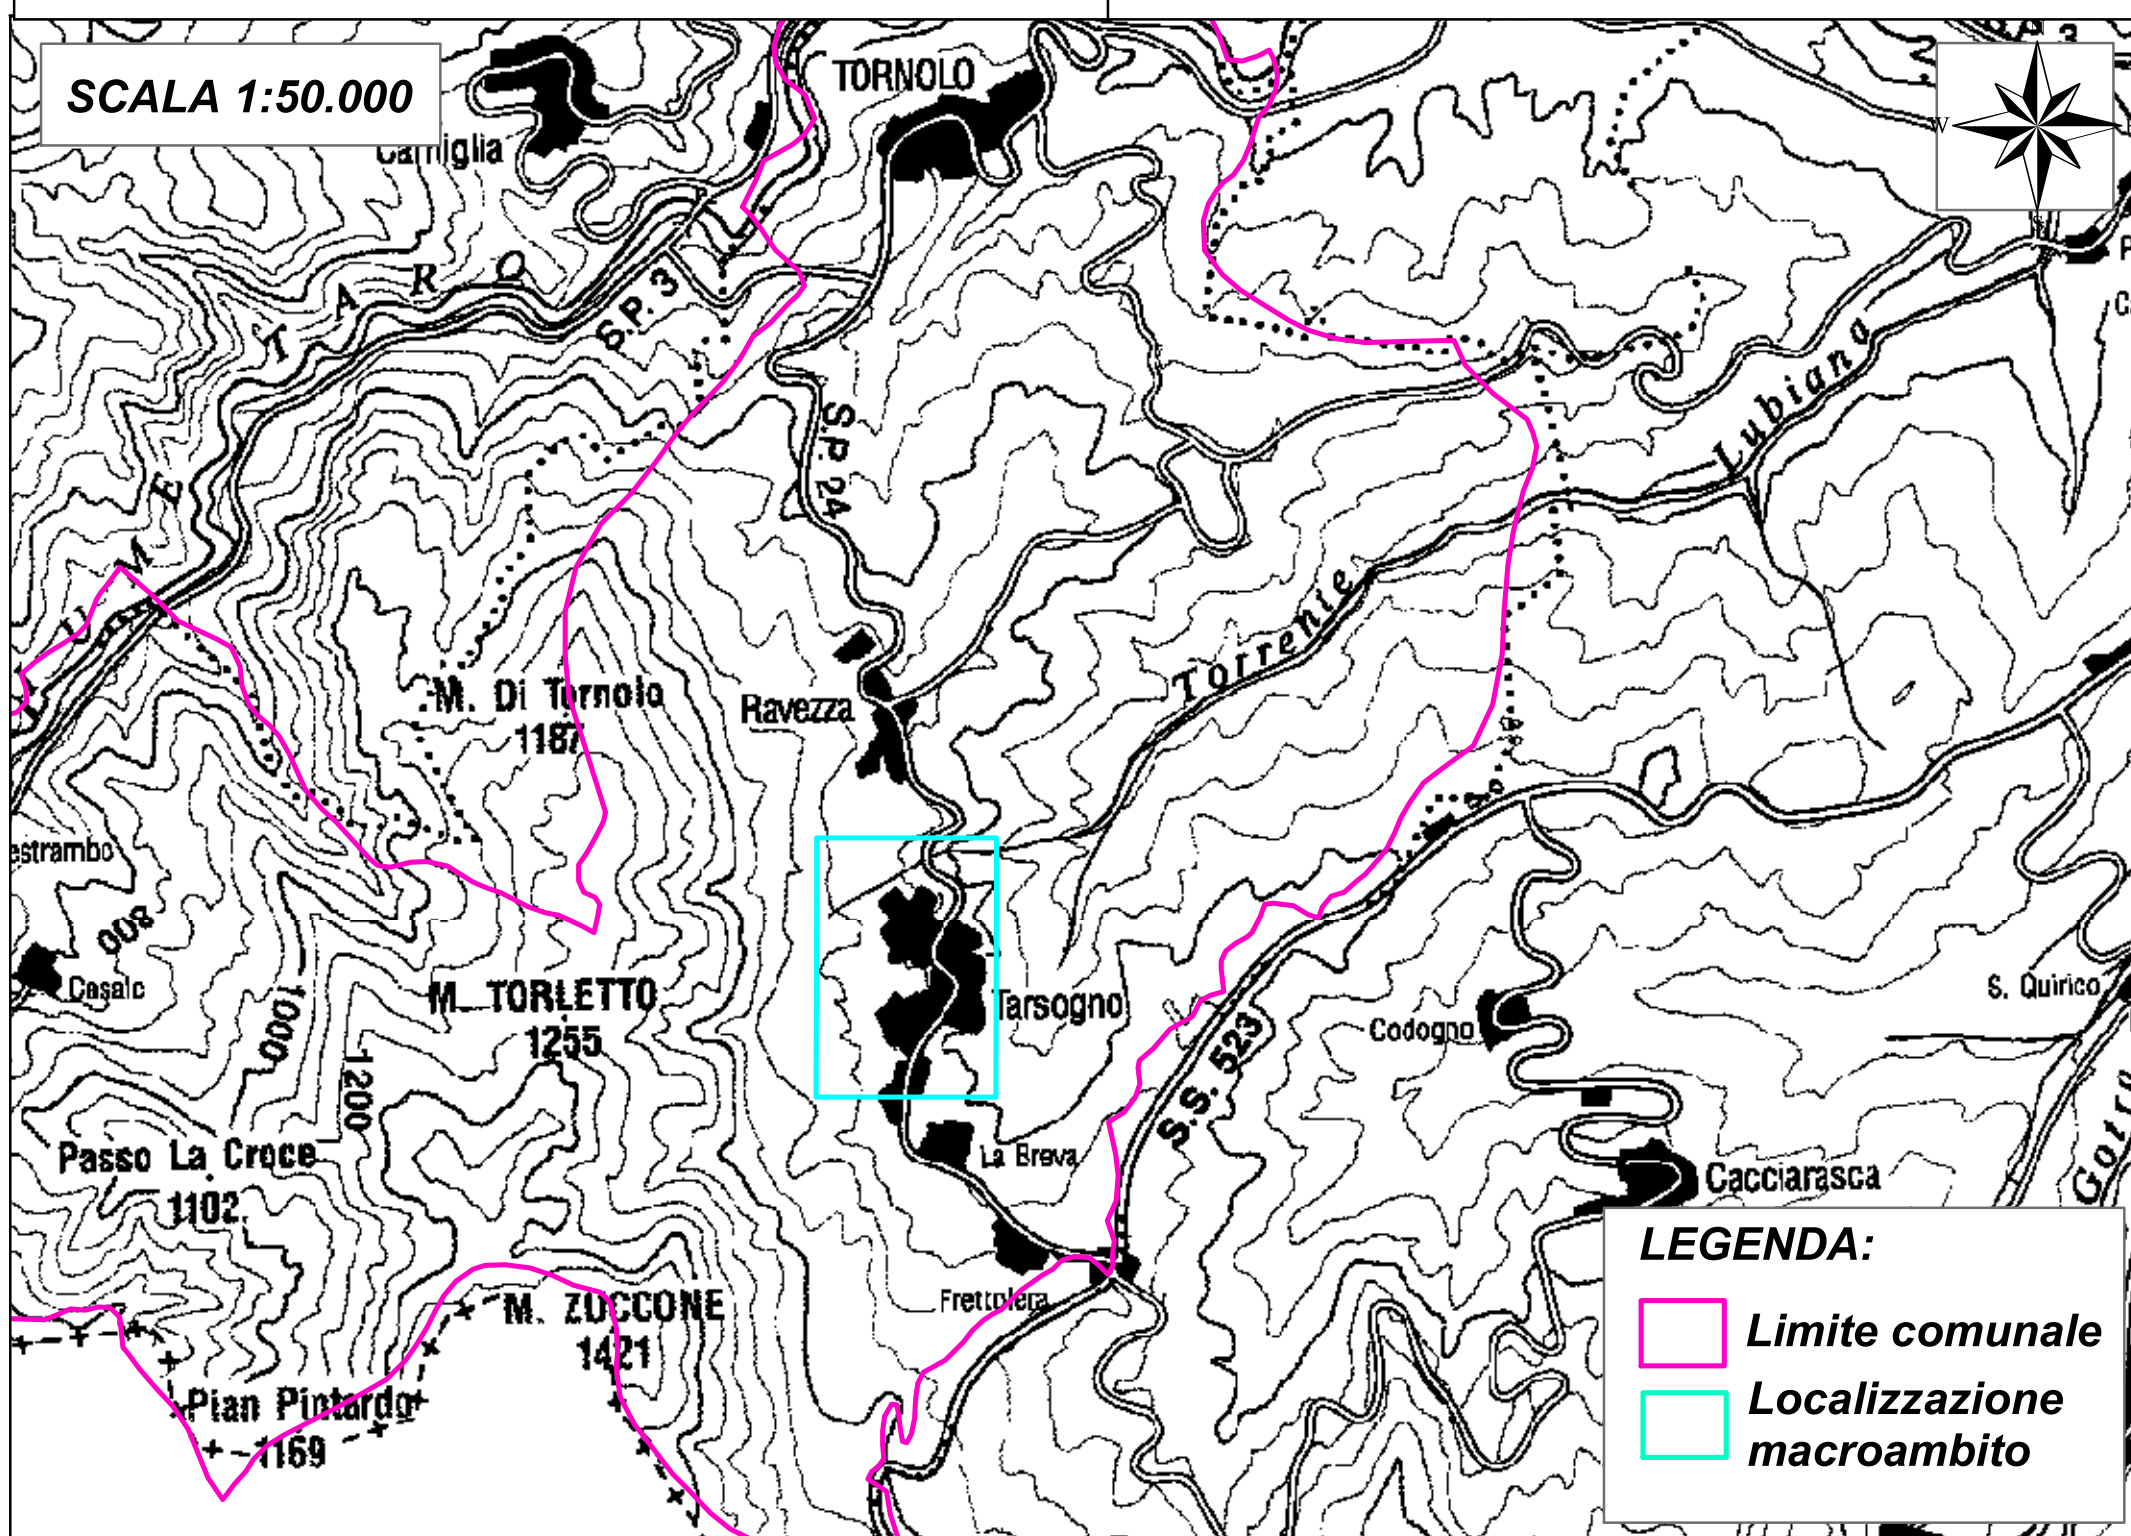 SCALA 1:50.000
TORNOLO
N
W
S
Carniglia
TARO
S.P. 3
S.P. 24
Lubiana
Torrente
M. Di Tornolo
1187
Ravezza
estrambo
800
Casale
1000
M. TORLETTO
1255
1200
Tarsogno
S. Quirico
Codogno
S.S. 523
Passo La Croce
1102
La Breva
Cacciarasca
Gotra
Frettolera
M. ZUCCONE
1421
Pian Pintardo
1169
LEGENDA:
Limite comunale
Localizzazione
macroambito